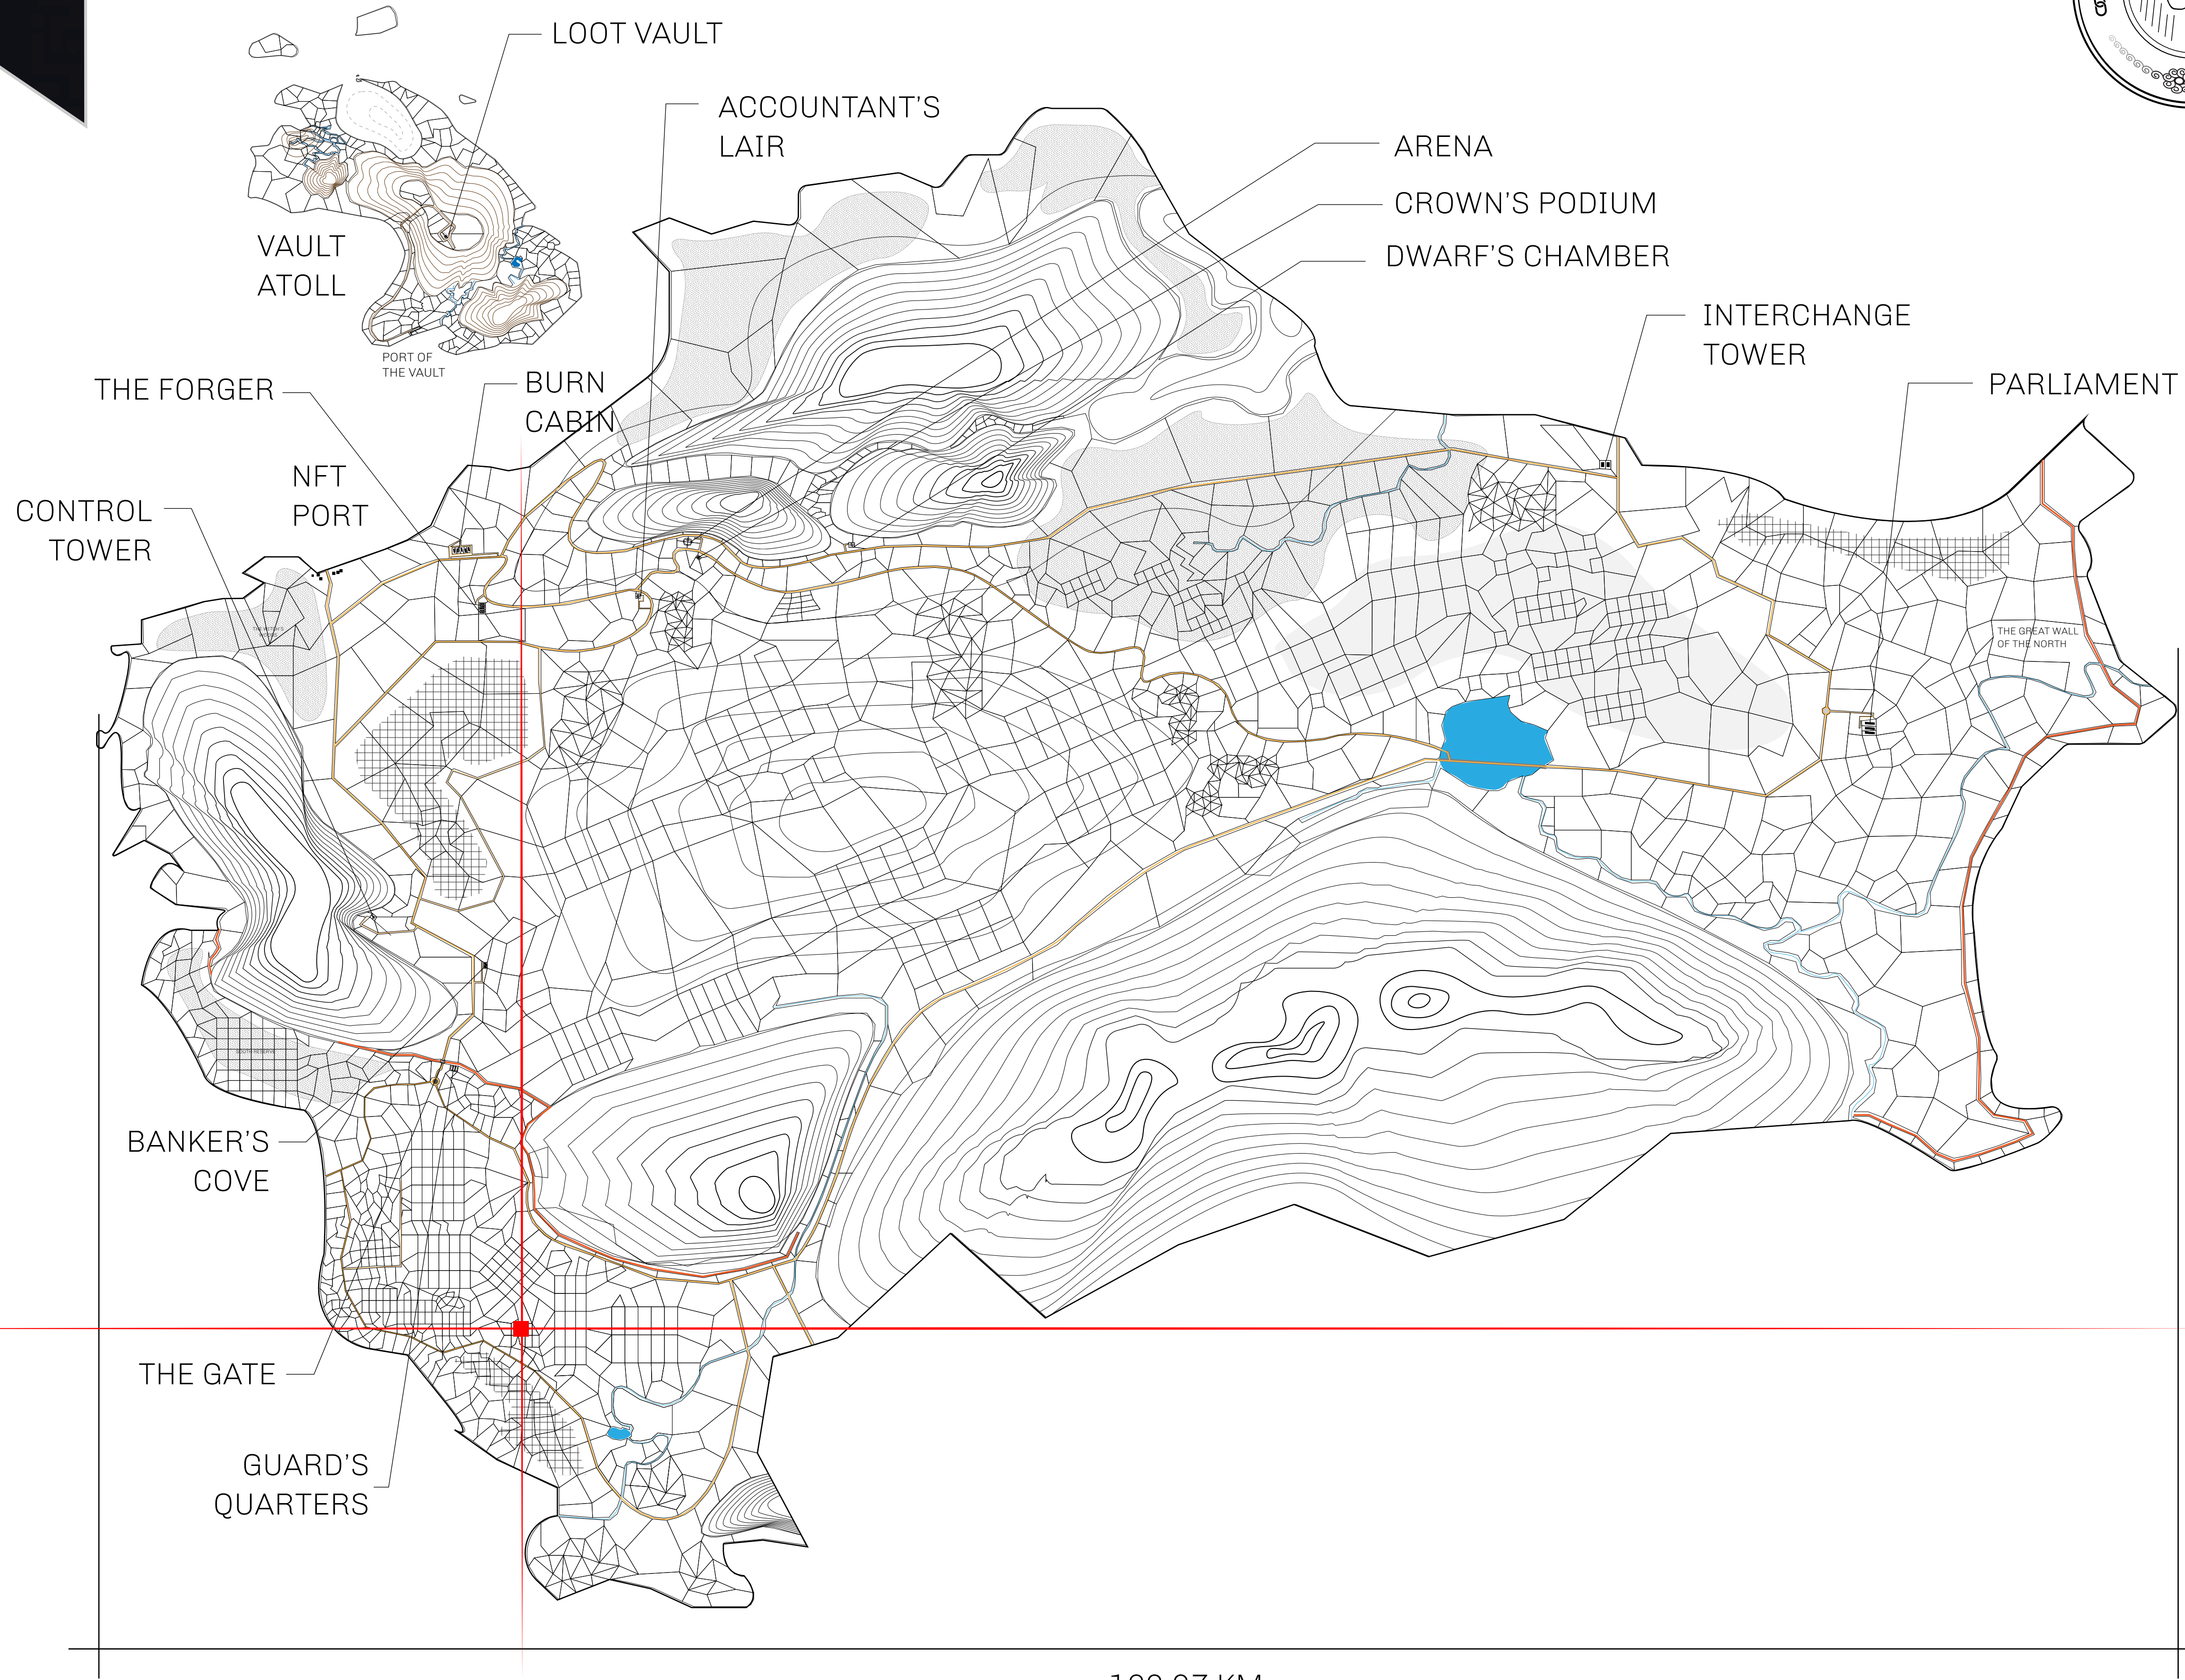 LOOT VAULT
ACCOUNTANT'S
LAIR
ARENA
CROWN'S PODIUM
DWARF'S CHAMBER
VAULT
ATOLL
INTERCHANGE
TOWER
PORT OF
THE VAULT
THE FORGER
BURN
CABIN
PARLIAMENT
NFT
PORT
CONTROL
TOWER
THE GREAT WALL
OF THE NORTH
SOUTH RESERVE
BANKER'S
COVE
THE GATE
GUARD'S
QUARTERS